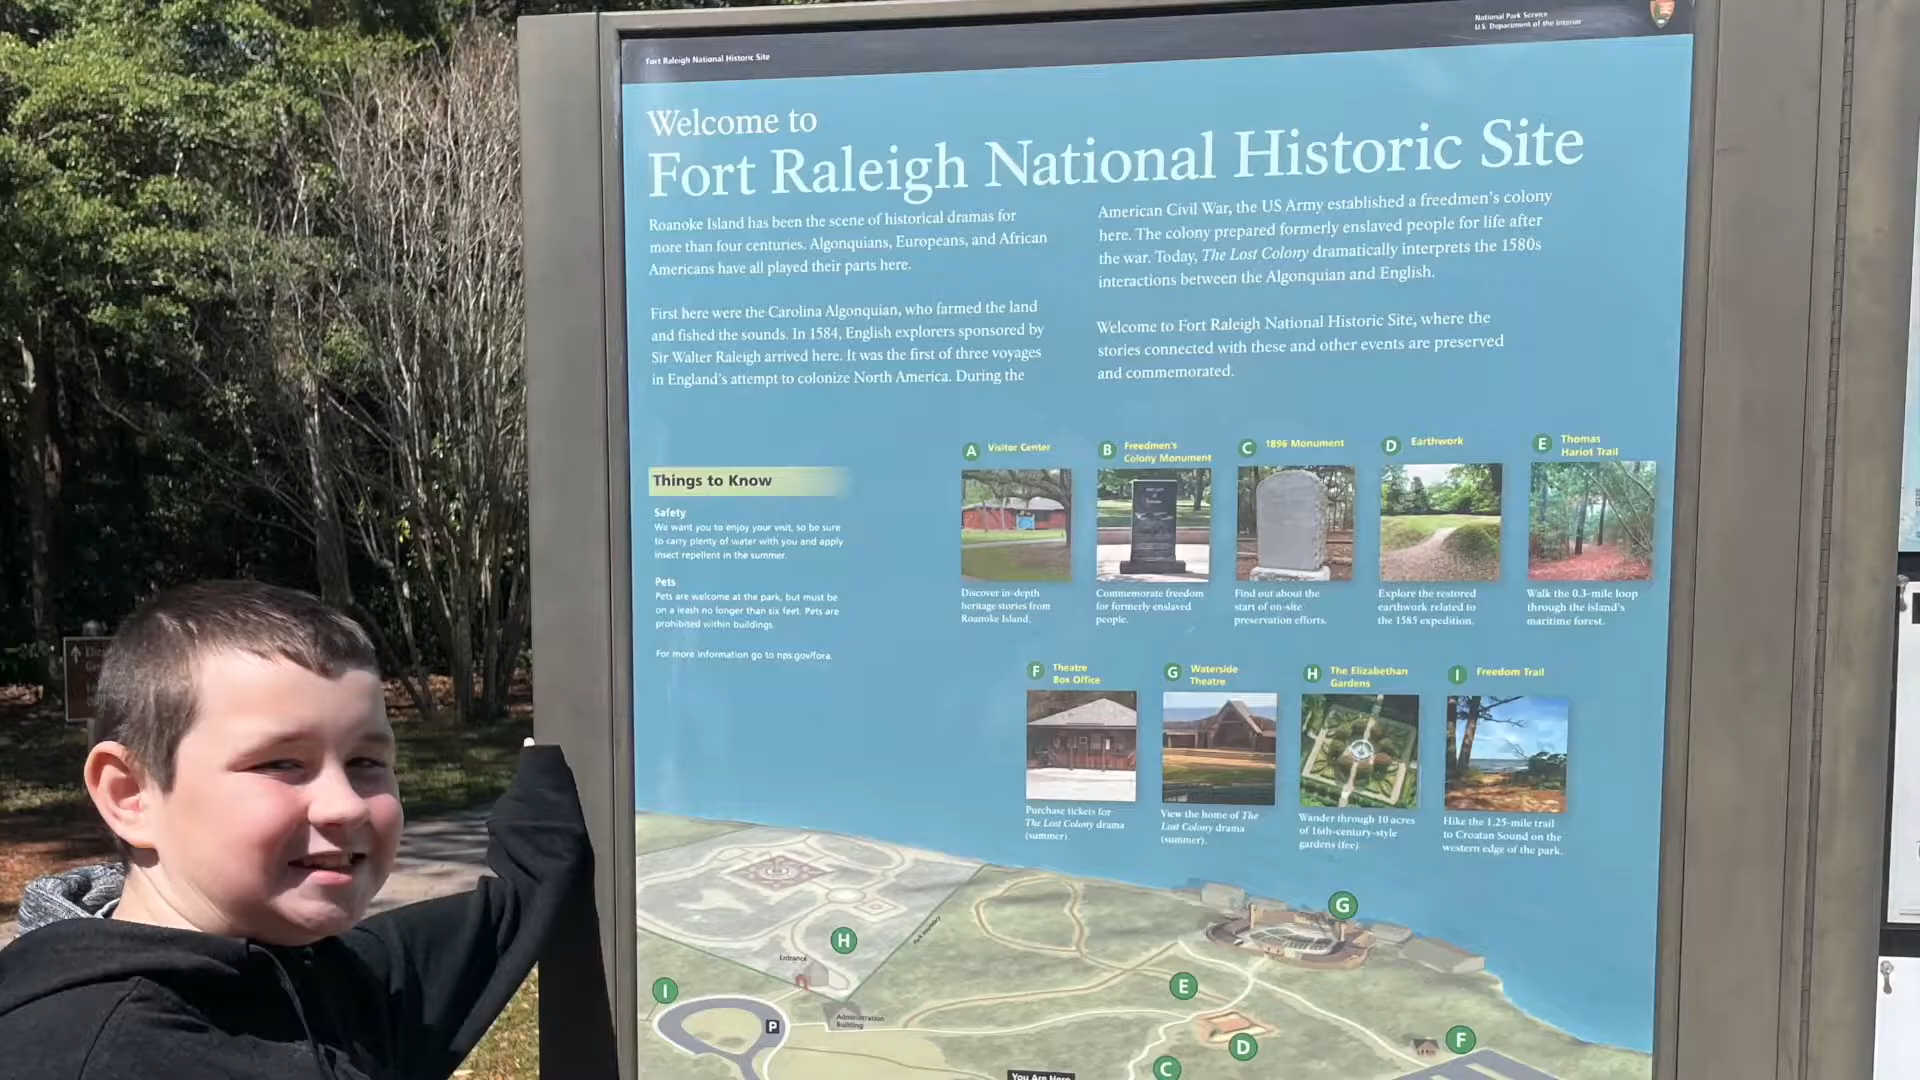 Fort Raleigh National Historic Site
National Park Service
U.S. Department of the Interior
Welcome to
Fort Raleigh National Historic Site
Roanoke Island has been the scene of historical dramas for
more than four centuries. Algonquians, Europeans, and African
Americans have all played their parts here.
First here were the Carolina Algonquian, who farmed the land
and fished the sounds. In 1584, English explorers sponsored by
Sir Walter Raleigh arrived here. It was the first of three voyages
in England's attempt to colonize North America. During the
American Civil War, the US Army established a freedmen's colony
here. The colony prepared formerly enslaved people for life after
the war. Today, The Lost Colony dramatically interprets the 1580s
interactions between the Algonquian and English.
Welcome to Fort Raleigh National Historic Site, where the
stories connected with these and other events are preserved
and commemorated.
Things to Know
Safety
We want you to enjoy your visit, so be sure
to carry plenty of water with you and apply
insect repellent in the summer.
Pets
Pets are welcome at the park, but must be
on a leash no longer than six feet. Pets are
prohibited within buildings.
For more information go to nps.gov/fora.
A Visitor Center
Discover in-depth
heritage stories from
Roanoke Island.
B Freedmen's
Colony Monument
Commemorate freedom
for formerly enslaved
people.
C 1896 Monument
Find out about the
start of on-site
preservation efforts.
D Earthwork
Explore the restored
earthwork related to
the 1585 expedition.
E Thomas
Hariot Trail
Walk the 0.3-mile loop
through the island's
maritime forest.
F Theatre
Box Office
Purchase tickets for
The Lost Colony drama
(summer).
G Waterside
Theatre
View the home of The
Lost Colony drama
(summer).
H The Elizabethan
Gardens
Wander through 10 acres
of 16th-century-style
gardens (fee).
I Freedom Trail
Hike the 1.25-mile trail
to Croatan Sound on the
western edge of the park.
G
H
Park boundary
Entrance
I
E
P
Administration
Building
D
F
C
You Are Here